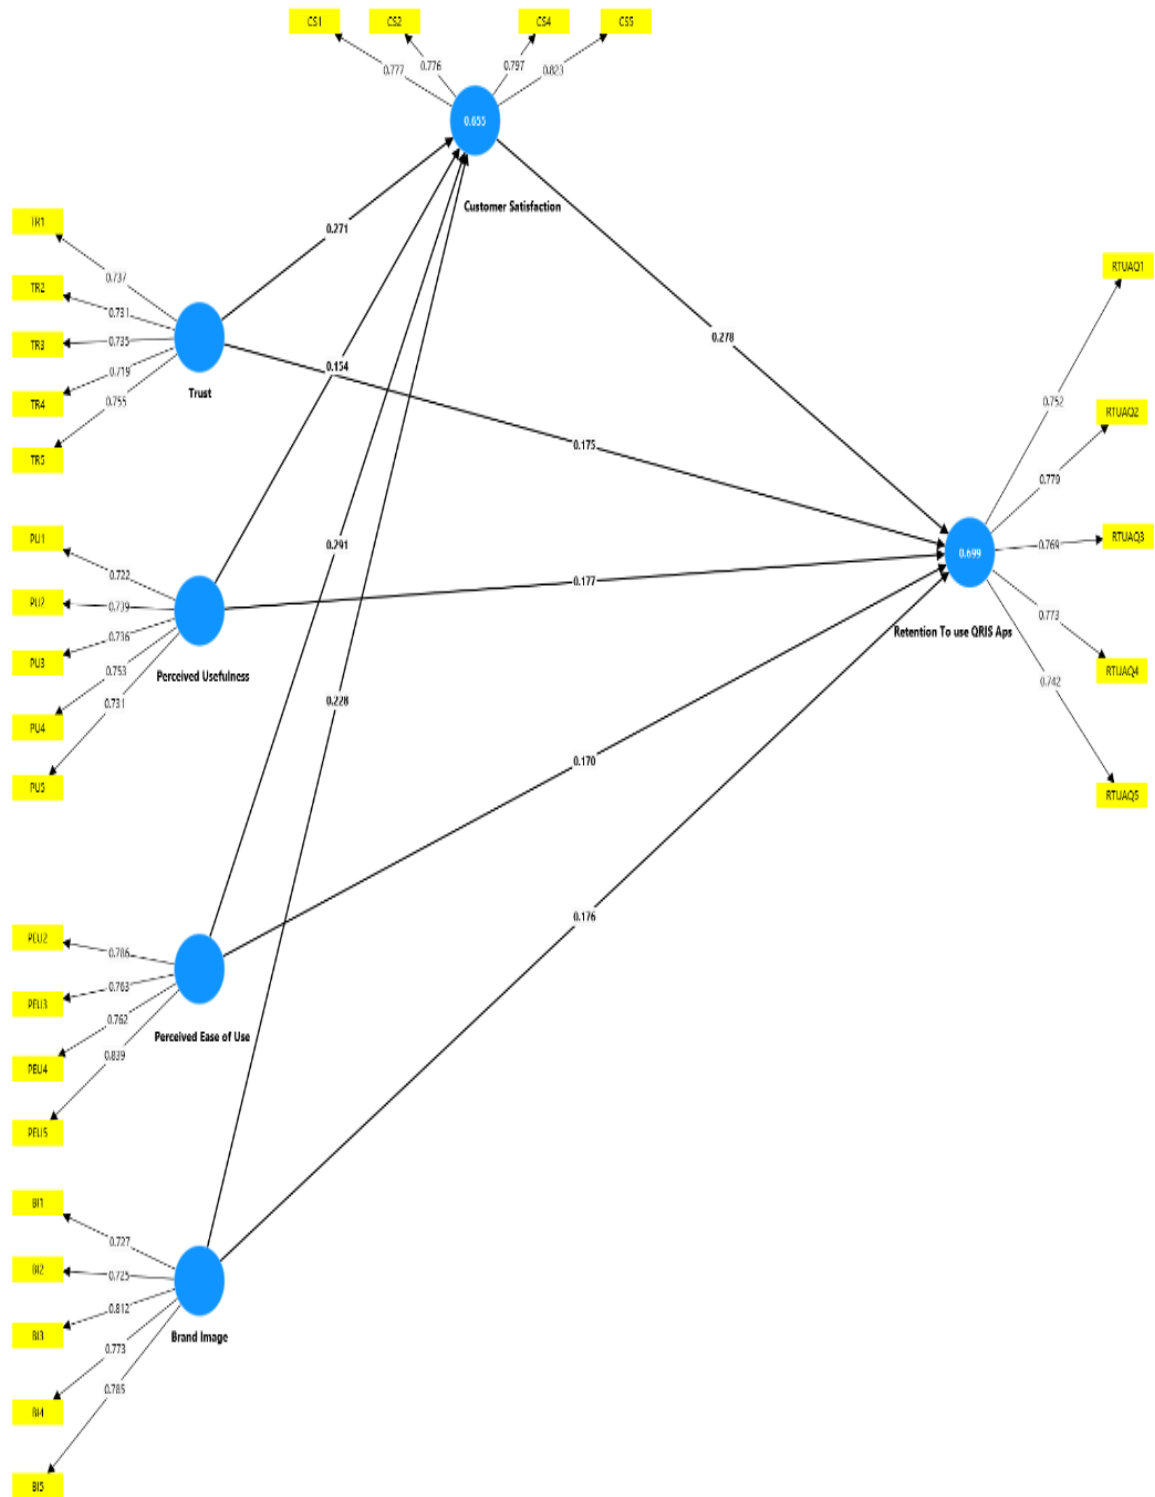 CS1
CS2
CS4
CS5
0.777
0.776
0.797
0.823
0.655
Customer Satisfaction
TR1
TR2
TR3
TR4
TR5
0.737
0.731
0.735
0.719
0.755
Trust
0.271
0.154
0.291
0.228
0.278
0.175
0.177
0.170
0.176
PU1
PU2
PU3
PU4
PU5
0.722
0.739
0.736
0.753
0.731
Perceived Usefulness
RTUAQ1
RTUAQ2
RTUAQ3
RTUAQ4
RTUAQ5
0.752
0.779
0.769
0.773
0.742
0.699
Retention To use QRIS Aps
PEU2
PEU3
PEU4
PEU5
0.786
0.763
0.762
0.839
Perceived Ease of Use
BI1
BI2
BI3
BI4
BI5
0.727
0.725
0.812
0.773
0.785
Brand Image